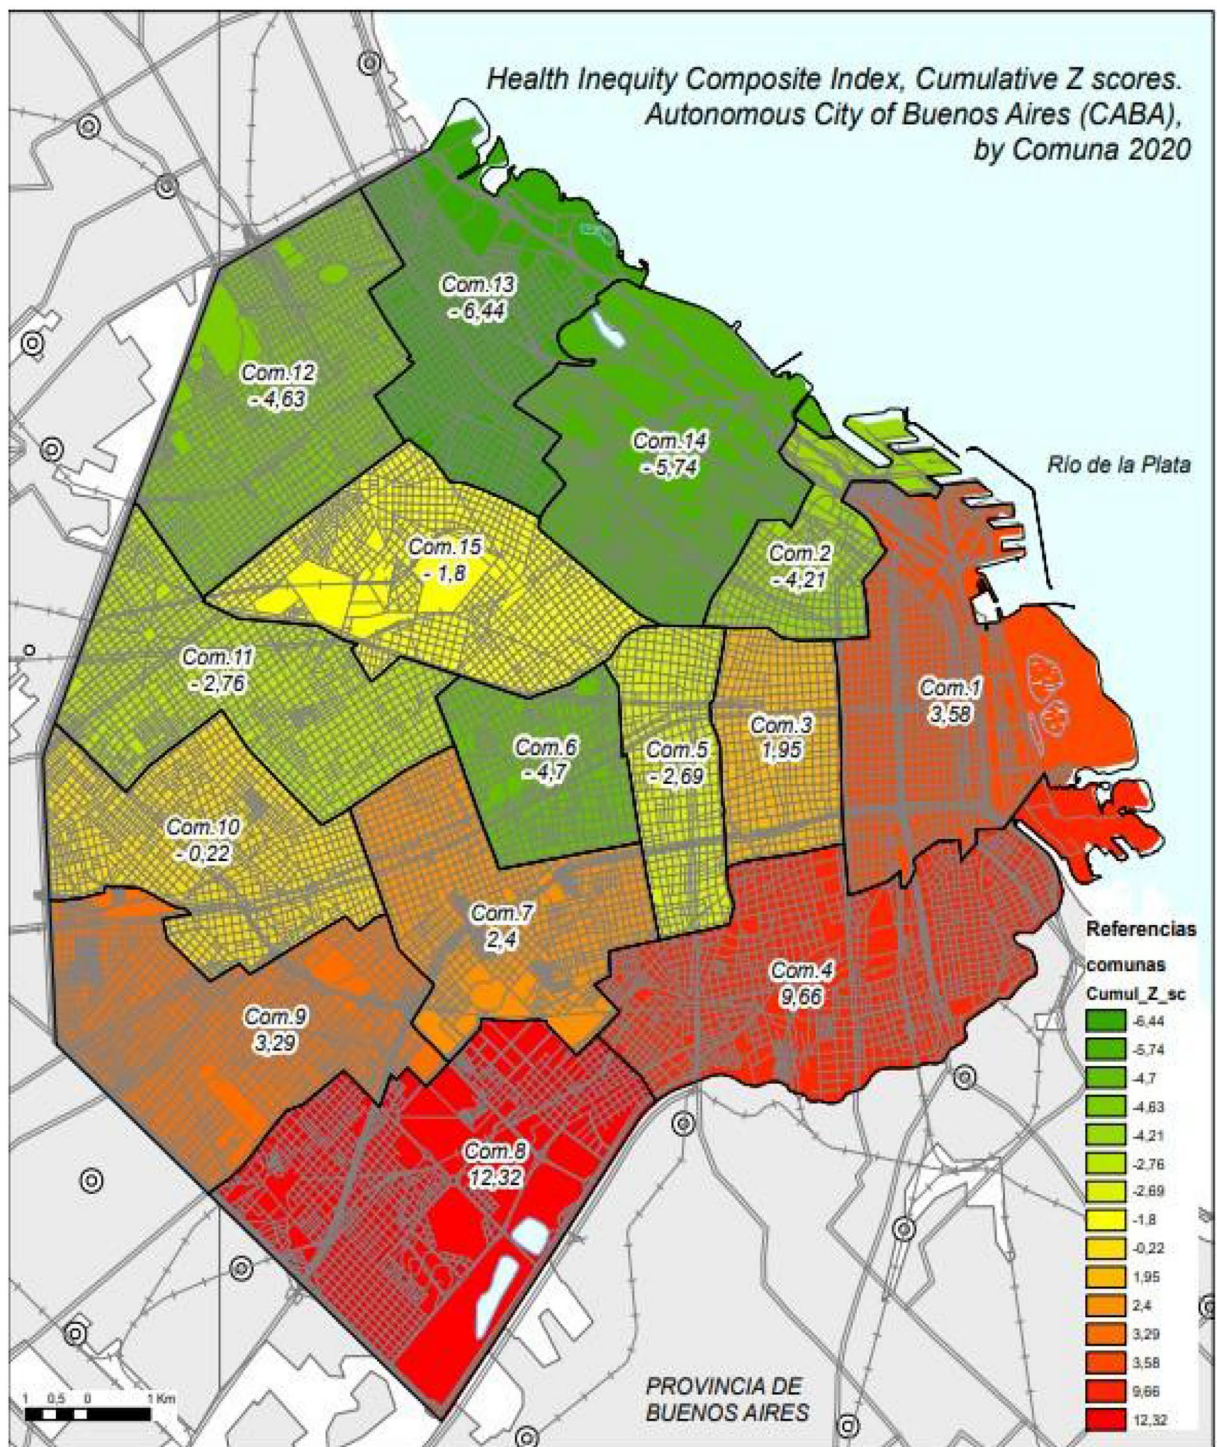 Health Inequity Composite Index, Cumulative Z scores.
Autonomous City of Buenos Aires (CABA),
by Comuna 2020
Com.13
- 6,44
Com.12
- 4,63
Com.14
- 5,74
Río de la Plata
Com.15
- 1,8
Com.2
- 4,21
Com.11
- 2,76
Com.1
3,58
Com.3
1,95
Com.6
- 4,7
Com.5
- 2,69
Com.10
- 0,22
Com.7
2,4
Com.4
9,66
Com.9
3,29
Com.8
12,32
Referencias
comunas
Cumul_Z_sc
-6,44
-5,74
-4,7
-4,63
-4,21
-2,76
-2,69
-1,8
-0,22
1,95
2,4
3,29
3,58
9,66
12,32
1 0,5 0 1 Km
PROVINCIA DE
BUENOS AIRES